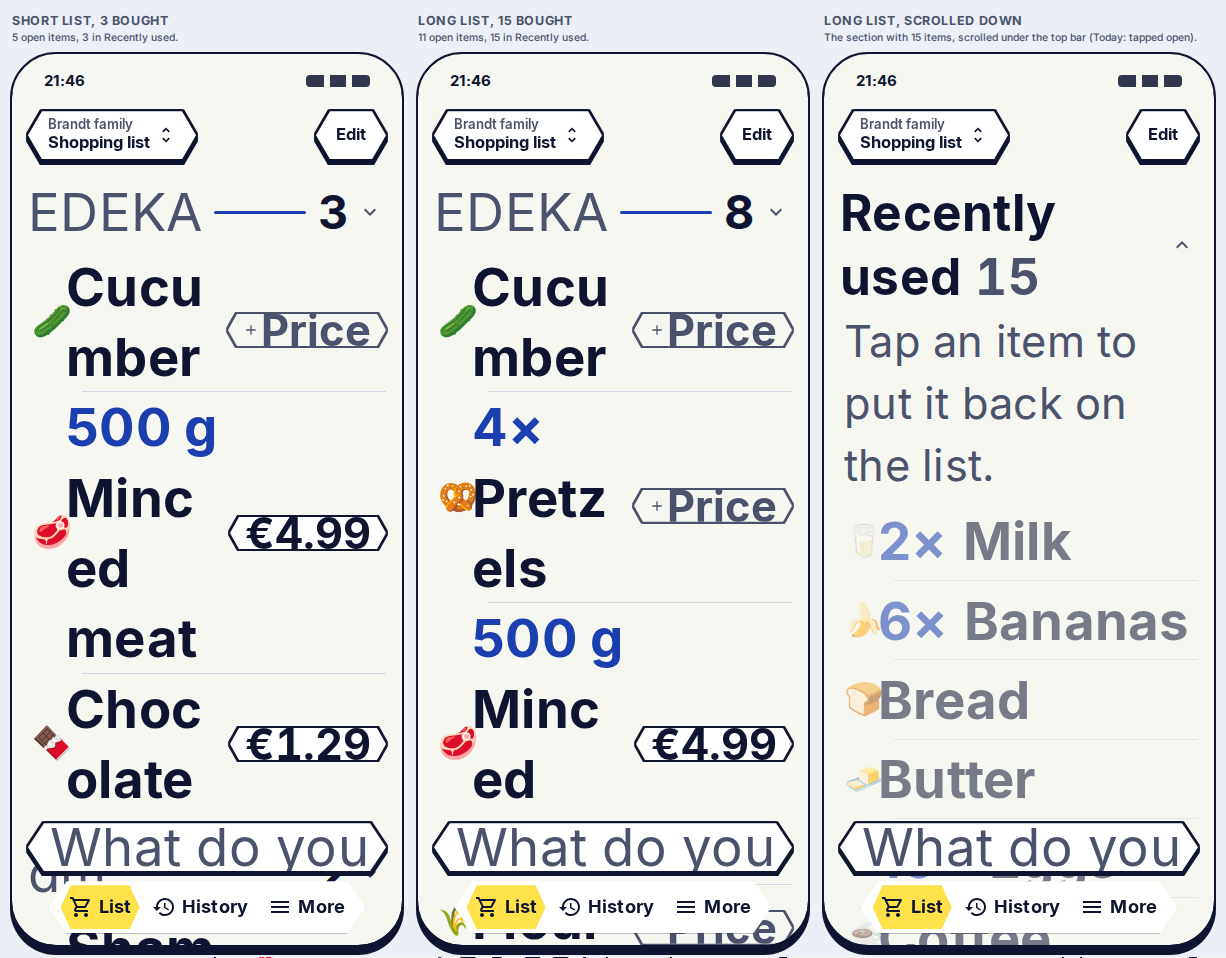 SHORT LIST, 3 BOUGHT
5 open items, 3 in Recently used.
21:46
Brandt family
Shopping list
Edit
EDEKA 3
Cucu
mber
+ Price
500 g
Minc
ed
meat
€4.99
Choc
olate
€1.29
What do you
List
History
More
LONG LIST, 15 BOUGHT
11 open items, 15 in Recently used.
21:46
Brandt family
Shopping list
Edit
EDEKA 8
Cucu
mber
+ Price
4×
Pretz
els
+ Price
500 g
Minc
ed
€4.99
What do you
List
History
More
Price
LONG LIST, SCROLLED DOWN
The section with 15 items, scrolled under the top bar (Today: tapped open).
21:46
Brandt family
Shopping list
Edit
Recently
used 15
Tap an item to
put it back on
the list.
2× Milk
6× Bananas
Bread
Butter
What do you
List
History
More
Coffee